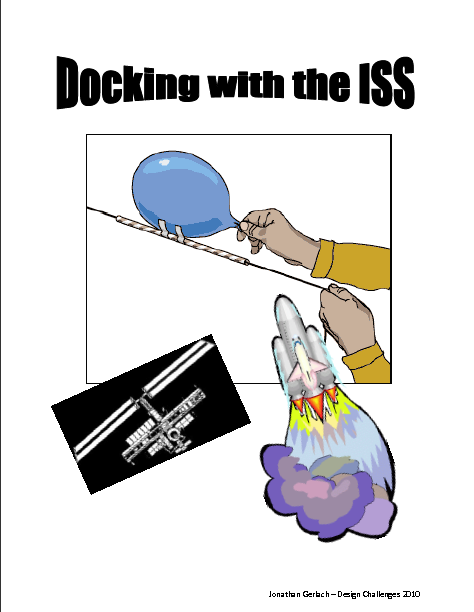 Docking with the ISS
Jonathan Gerlach – Design Challenges 2010